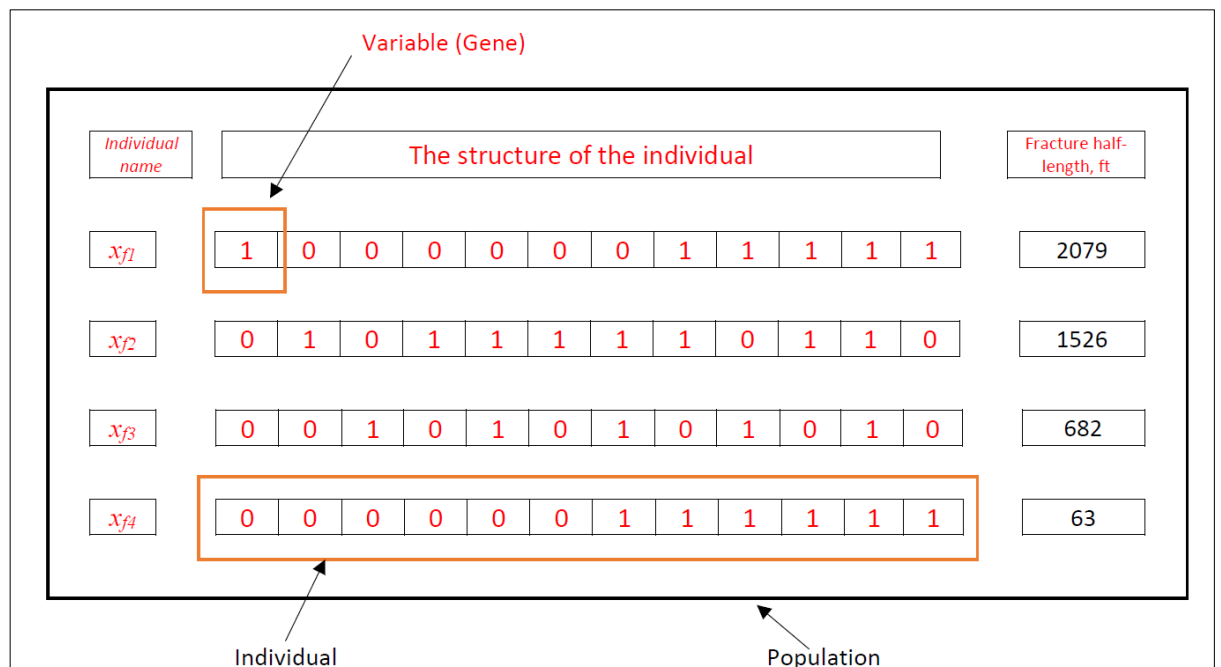 Variable (Gene)
Individual name
The structure of the individual
Fracture half-length, ft
xf1 1 0 0 0 0 0 0 1 1 1 1 1 2079
xf2 0 1 0 1 1 1 1 1 0 1 1 0 1526
xf3 0 0 1 0 1 0 1 0 1 0 1 0 682
xf4 0 0 0 0 0 0 1 1 1 1 1 1 63
Individual
Population